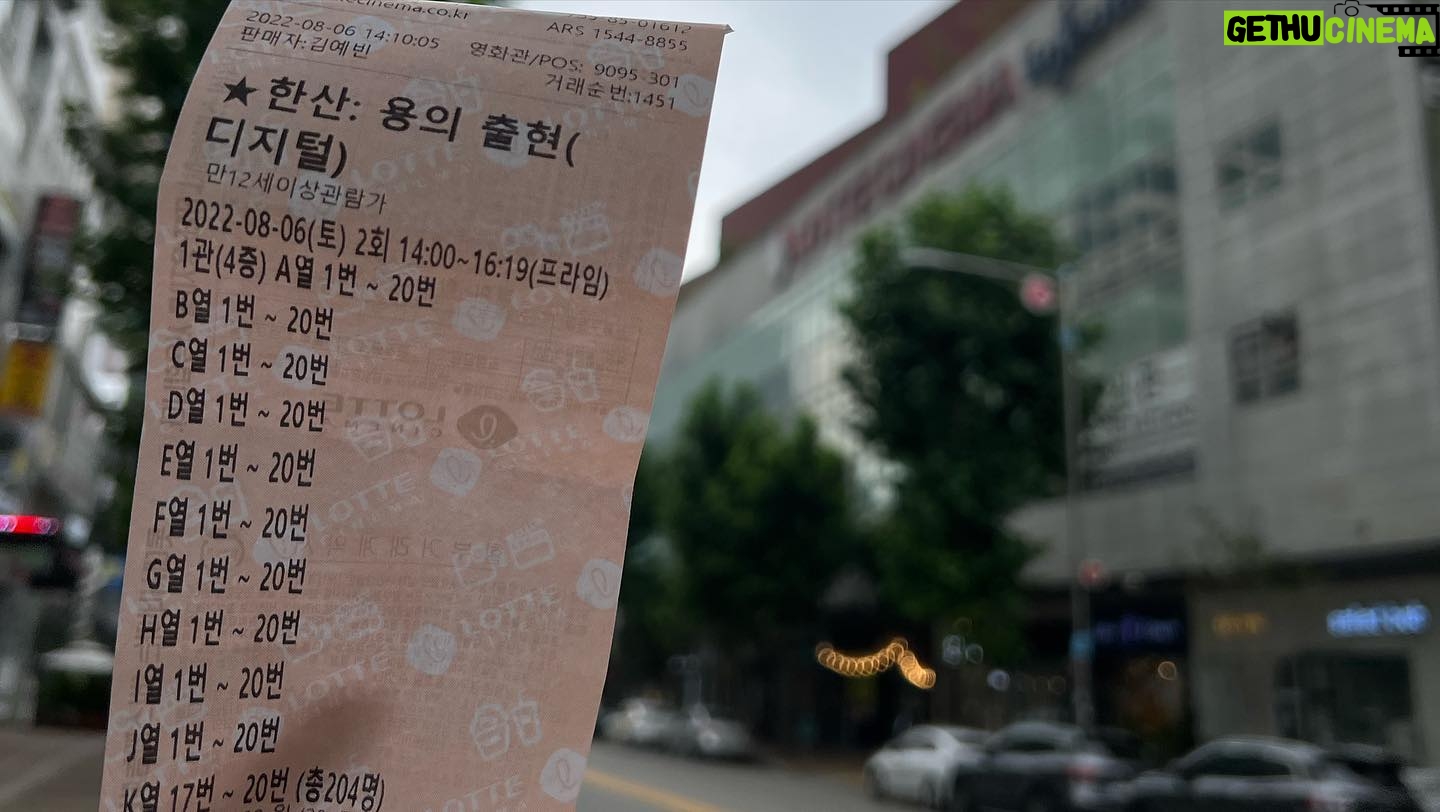 GETHUCINEMA
2022-08-06 14:10:05 ARS 1544-8855
판매자:김예빈 영화관/POS: 9095-301
거래순번:1451
★한산: 용의 출현(
디지털)
만12세이상관람가
2022-08-06(토) 2회 14:00~16:19(프라임)
1관(4층) A열 1번 ~ 20번
B열 1번 ~ 20번
C열 1번 ~ 20번
D열 1번 ~ 20번
E열 1번 ~ 20번
F열 1번 ~ 20번
G열 1번 ~ 20번
H열 1번 ~ 20번
I열 1번 ~ 20번
J열 1번 ~ 20번
K열 17번 ~ 20번 (총204명)